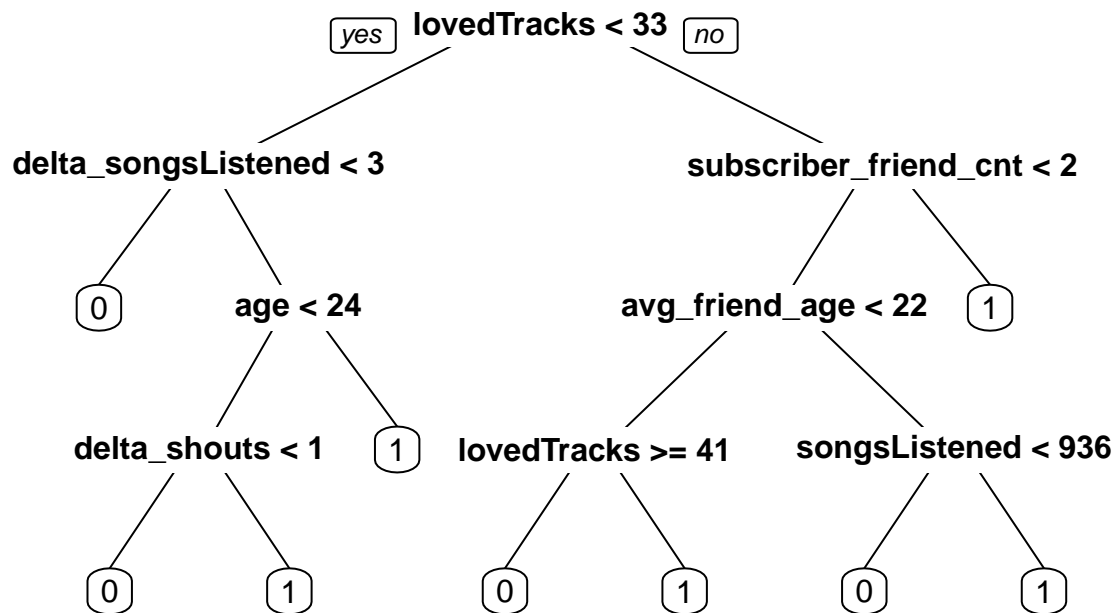 yes lovedTracks < 33 no
delta_songsListened < 3 subscriber_friend_cnt < 2
0 age < 24 avg_friend_age < 22 1
delta_shouts < 1 1 lovedTracks >= 41 songsListened < 936
0 1 0 1 0 1